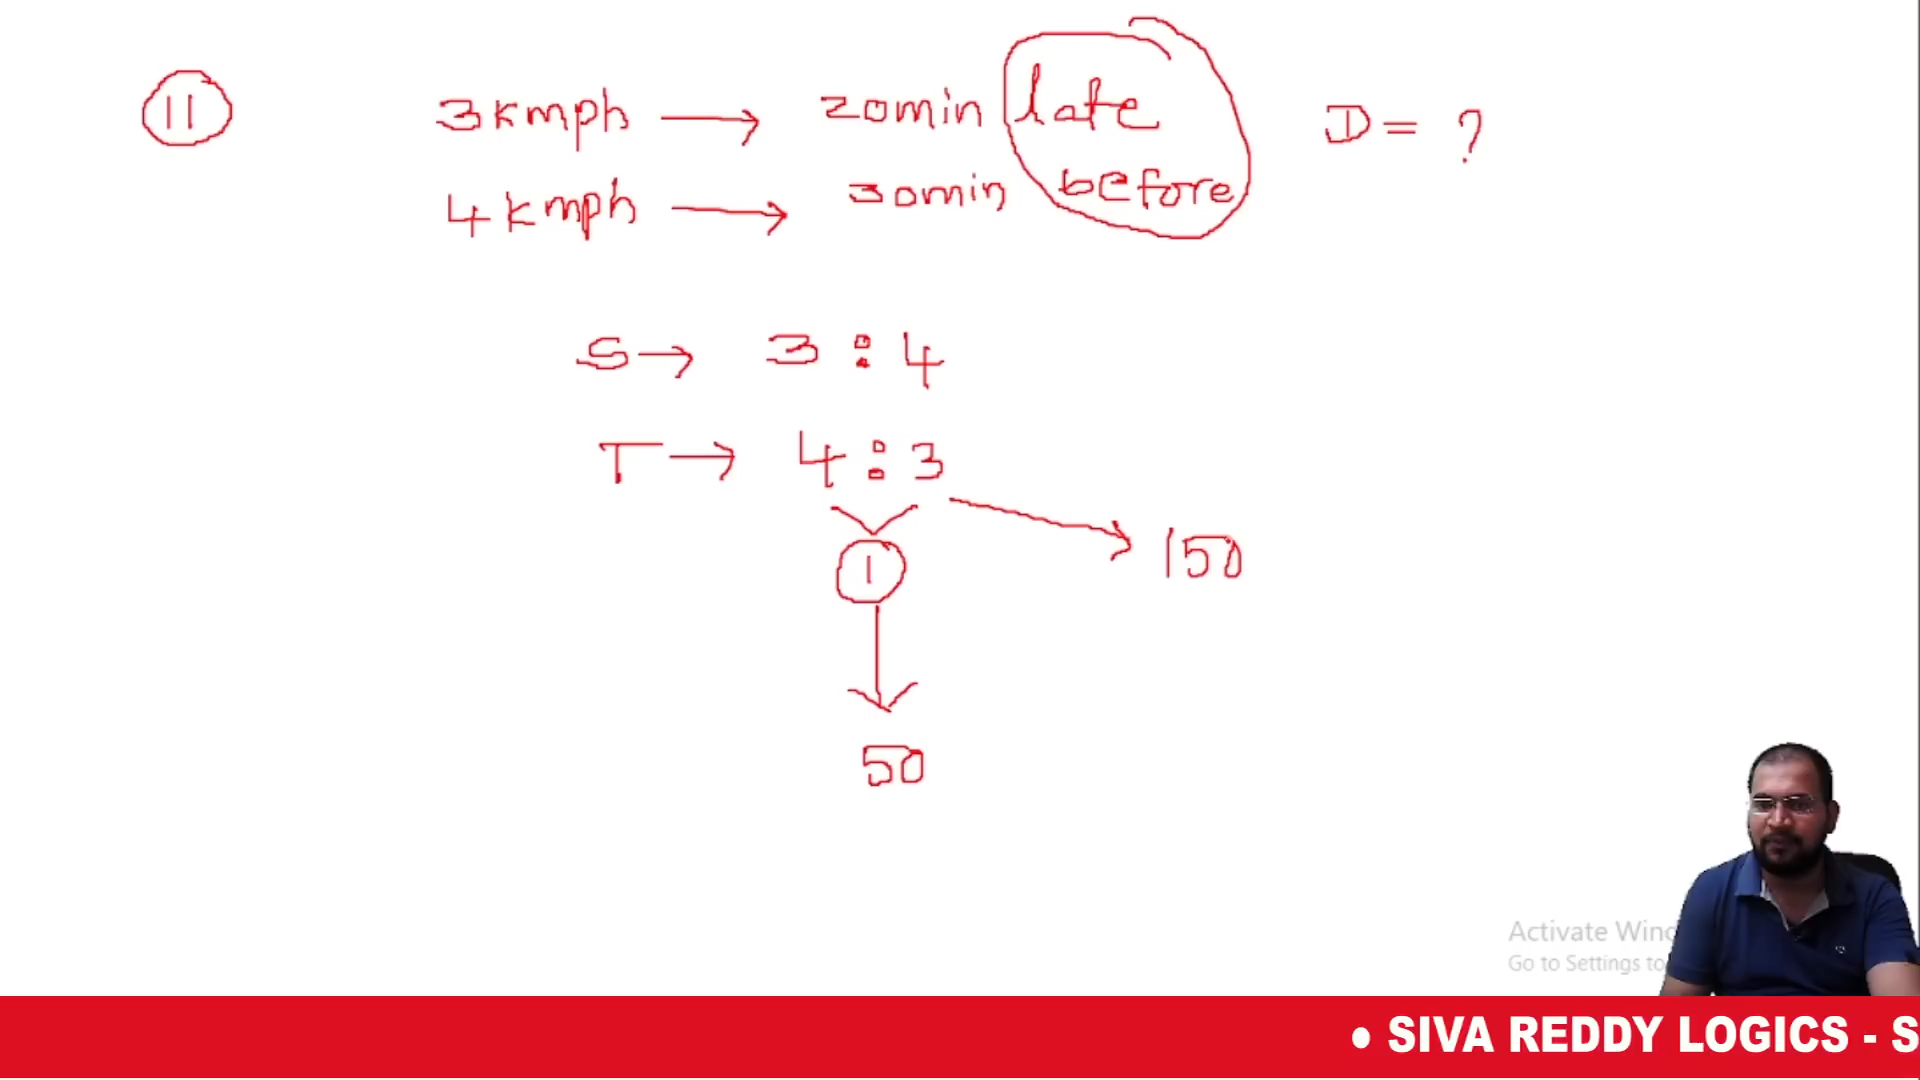 11 3kmph → 20min late D = ?
4kmph → 30min before
S → 3 : 4
T → 4 : 3
1
150
50
Activate Wind
Go to Settings to
• SIVA REDDY LOGICS - S